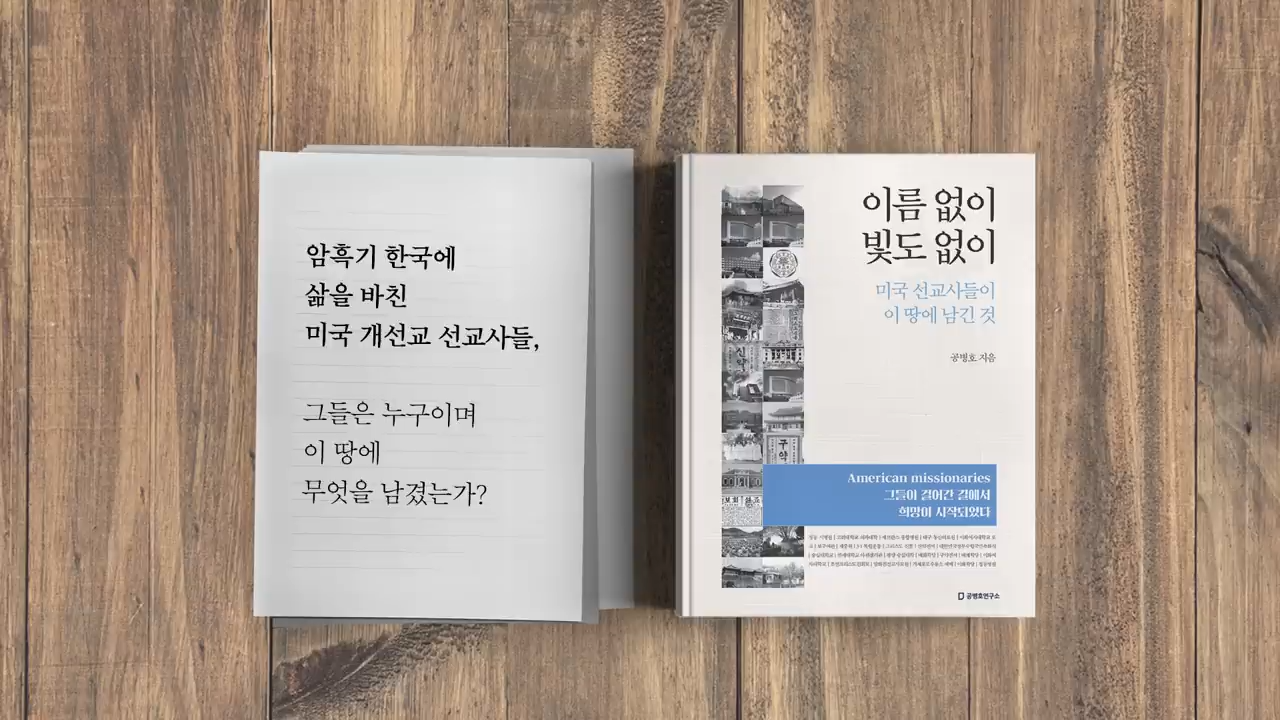 암흑기 한국에
삶을 바친
미국 개선교 선교사들,
그들은 누구이며
이 땅에
무엇을 남겼는가?
이름 없이
빛도 없이
미국 선교사들이
이 땅에 남긴 것
공병호 지음
구약
American missionaries
그들이 걸어간 길에서
희망이 시작되었다
공병호연구소